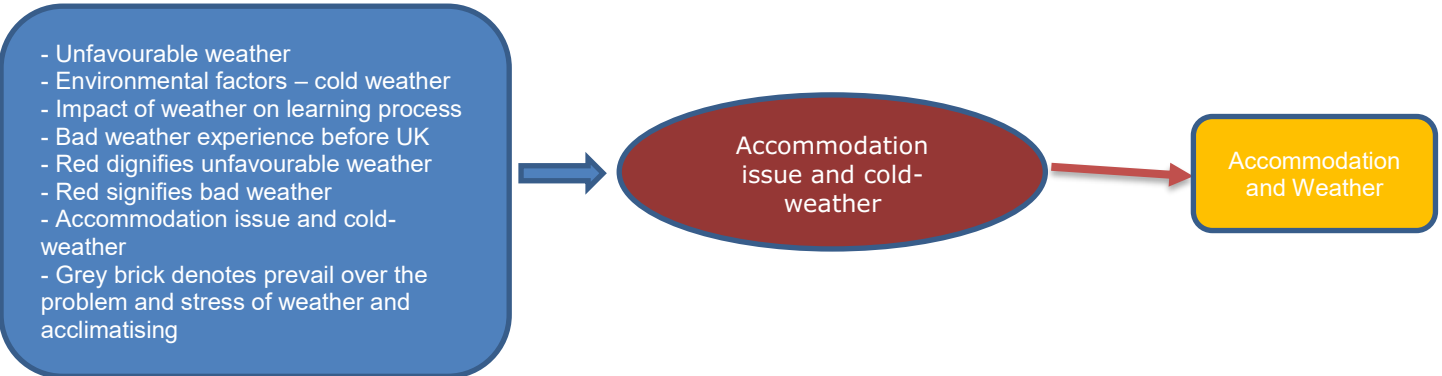 - Unfavourable weather
- Environmental factors – cold weather
- Impact of weather on learning process
- Bad weather experience before UK
- Red dignifies unfavourable weather
- Red signifies bad weather
- Accommodation issue and cold-
weather
- Grey brick denotes prevail over the
problem and stress of weather and
acclimatising
Accommodation
issue and cold-
weather
Accommodation
and Weather